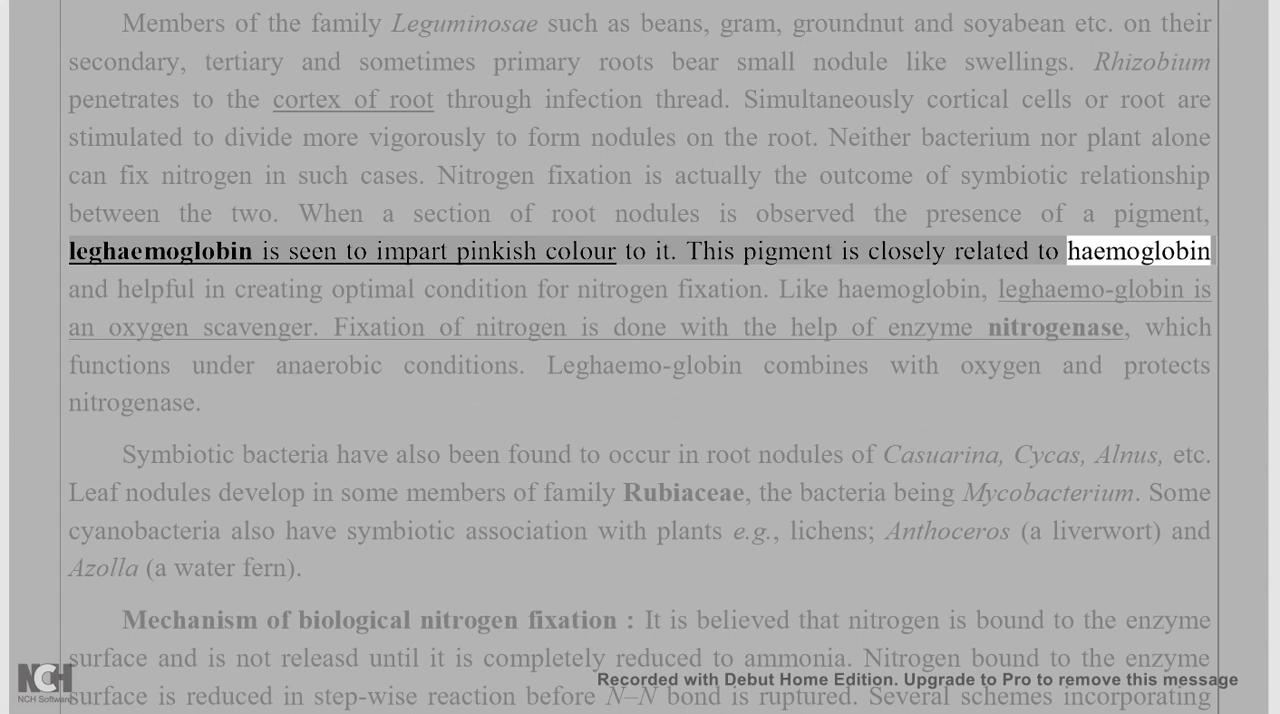 Members of the family Leguminosae such as beans, gram, groundnut and soyabean etc. on their
secondary, tertiary and sometimes primary roots bear small nodule like swellings. Rhizobium
penetrates to the cortex of root through infection thread. Simultaneously cortical cells or root are
stimulated to divide more vigorously to form nodules on the root. Neither bacterium nor plant alone
can fix nitrogen in such cases. Nitrogen fixation is actually the outcome of symbiotic relationship
between the two. When a section of root nodules is observed the presence of a pigment,
leghaemoglobin is seen to impart pinkish colour to it. This pigment is closely related to haemoglobin
and helpful in creating optimal condition for nitrogen fixation. Like haemoglobin, leghaemo-globin is
an oxygen scavenger. Fixation of nitrogen is done with the help of enzyme nitrogenase, which
functions under anaerobic conditions. Leghaemo-globin combines with oxygen and protects
nitrogenase.
Symbiotic bacteria have also been found to occur in root nodules of Casuarina, Cycas, Alnus, etc.
Leaf nodules develop in some members of family Rubiaceae, the bacteria being Mycobacterium. Some
cyanobacteria also have symbiotic association with plants e.g., lichens; Anthoceros (a liverwort) and
Azolla (a water fern).
Mechanism of biological nitrogen fixation : It is believed that nitrogen is bound to the enzyme
surface and is not releasd until it is completely reduced to ammonia. Nitrogen bound to the enzyme
surface is reduced in step-wise reaction before N–N bond is ruptured. Several schemes incorporating
NCH
NCH Software
Recorded with Debut Home Edition. Upgrade to Pro to remove this message